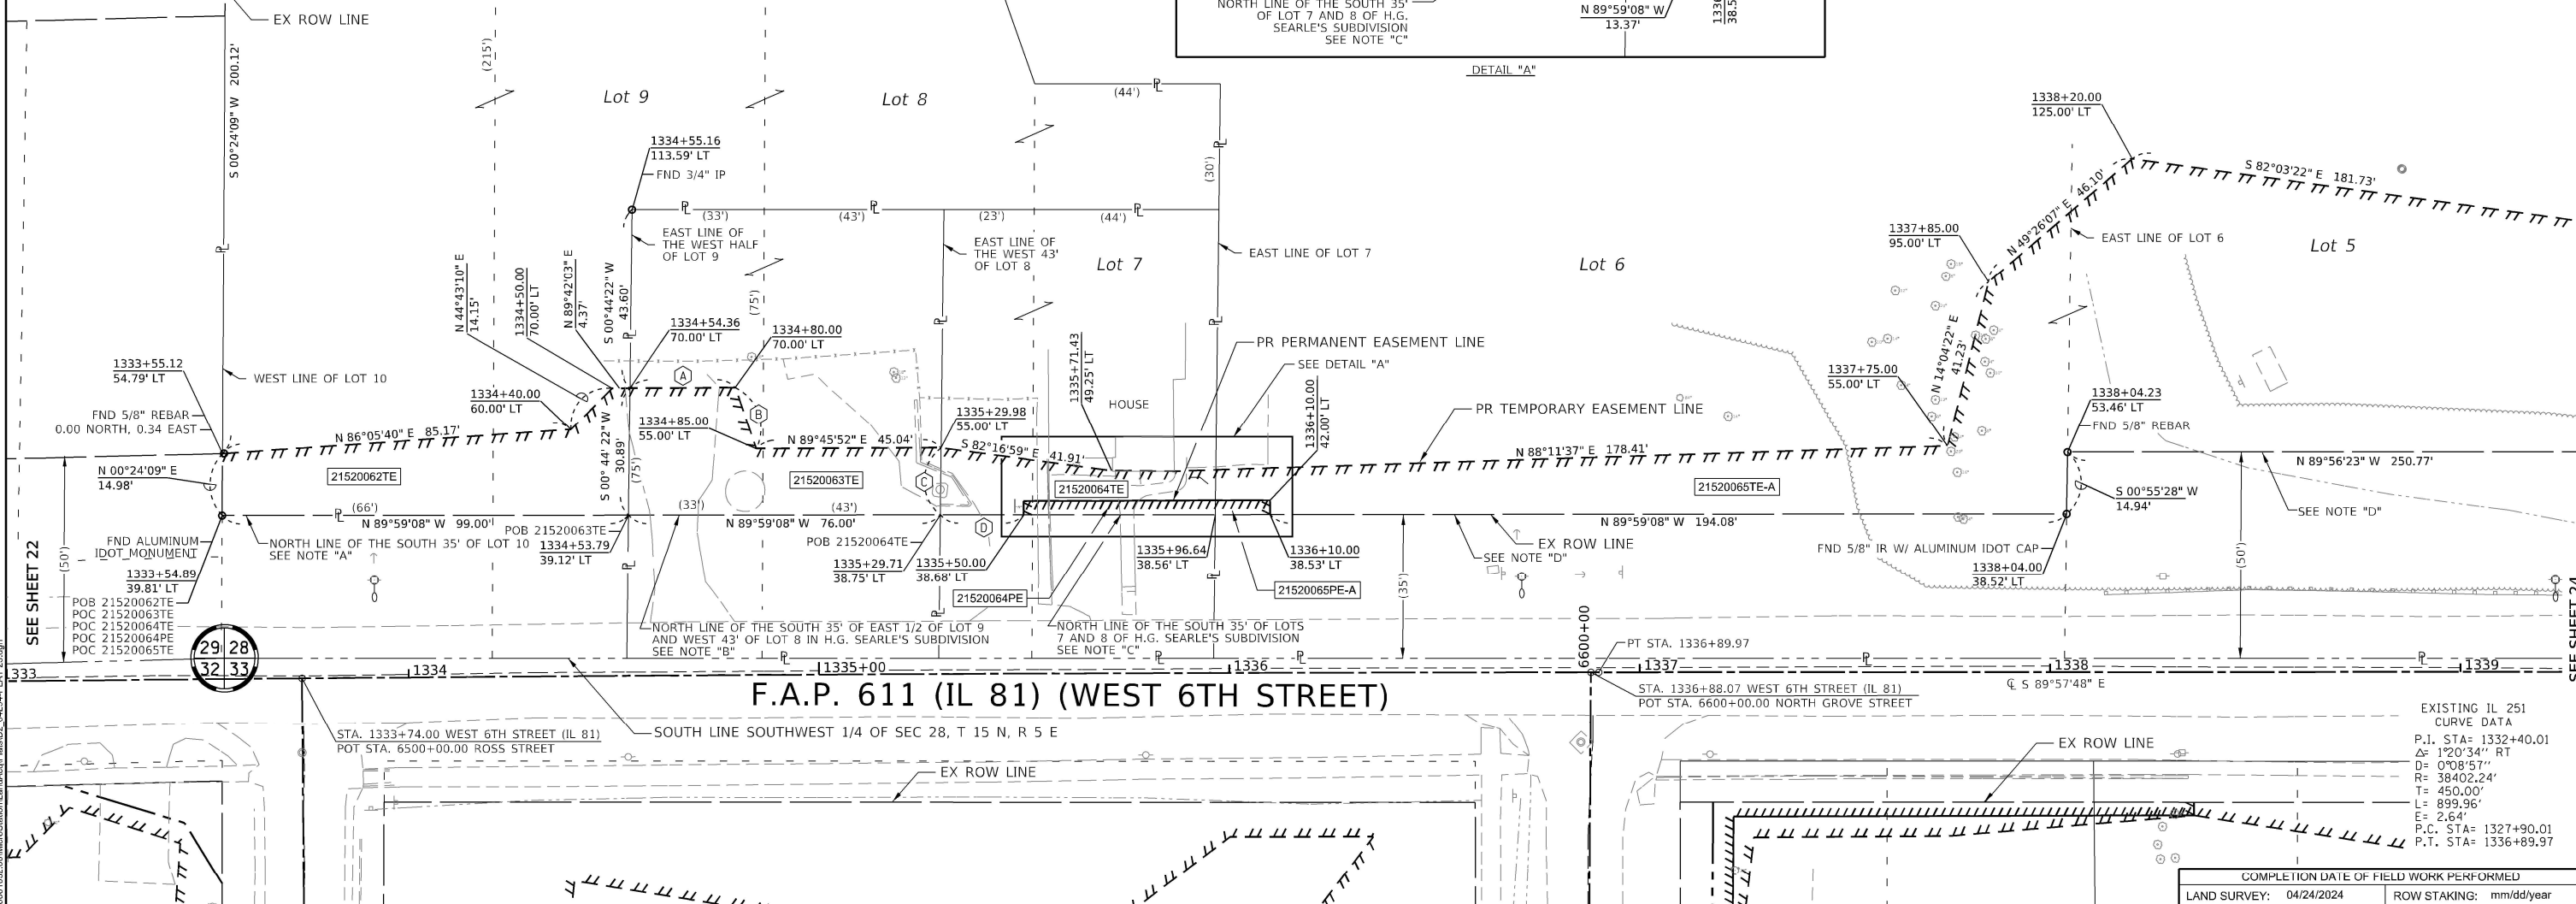 EX ROW LINE
S 00°24'09" W 200.12'
(215')
Lot 9
Lot 8
NORTH LINE OF THE SOUTH 35'
OF LOT 7 AND 8 OF H.G.
SEARLE'S SUBDIVISION
SEE NOTE "C"
N 89°59'08" W
13.37'
DETAIL "A"
(44')
(30')
1334+55.16
113.59' LT
FND 3/4" IP
(33')
(43')
(23')
(44')
EAST LINE OF
THE WEST HALF
OF LOT 9
EAST LINE OF
THE WEST 43'
OF LOT 8
Lot 7
EAST LINE OF LOT 7
Lot 6
1338+20.00
125.00' LT
S 82°03'22" E 181.73'
N 49°26'07" E 46.10'
1337+85.00
95.00' LT
EAST LINE OF LOT 6
Lot 5
N 44°43'10" E
14.15'
1334+50.00
70.00' LT
N 89°42'03" E
4.37'
S 00°44'22" W
43.60'
(75')
1334+54.36
70.00' LT
1334+80.00
70.00' LT
1333+55.12
54.79' LT
WEST LINE OF LOT 10
FND 5/8" REBAR
0.00 NORTH, 0.34 EAST
1334+40.00
60.00' LT
A
B
1334+85.00
55.00' LT
1335+29.98
55.00' LT
1335+71.43
49.25' LT
HOUSE
PR PERMANENT EASEMENT LINE
SEE DETAIL "A"
1336+10.00
42.00' LT
PR TEMPORARY EASEMENT LINE
1337+75.00
55.00' LT
N 14°04'22" E
41.23'
1338+04.23
53.46' LT
FND 5/8" REBAR
N 86°05'40" E 85.17'
S 00° 44' 22" W
30.89'
(75')
N 89°45'52" E 45.04'
S 82°16'59" E 41.91'
N 88°11'37" E 178.41'
N 89°56'23" W 250.77'
N 00°24'09" E
14.98'
21520062TE
21520063TE
C
21520064TE
21520065TE-A
S 00°55'28" W
14.94'
SEE NOTE "D"
(66')
N 89°59'08" W 99.00'
(33')
(43')
N 89°59'08" W 76.00'
D
N 89°59'08" W 194.08'
POB 21520063TE
1334+53.79
39.12' LT
POB 21520064TE
1335+29.71
38.75' LT
1335+50.00
38.68' LT
1335+96.64
38.56' LT
1336+10.00
38.53' LT
EX ROW LINE
SEE NOTE "D"
FND 5/8" IR W/ ALUMINUM IDOT CAP
1338+04.00
38.52' LT
FND ALUMINUM
IDOT MONUMENT
NORTH LINE OF THE SOUTH 35' OF LOT 10
SEE NOTE "A"
1333+54.89
39.81' LT
POB 21520062TE
POC 21520063TE
POC 21520064TE
POC 21520064PE
POC 21520065TE
SEE SHEET 22
(50')
21520064PE
21520065PE-A
(35')
(50')
NORTH LINE OF THE SOUTH 35' OF EAST 1/2 OF LOT 9
AND WEST 43' OF LOT 8 IN H.G. SEARLE'S SUBDIVISION
SEE NOTE "B"
NORTH LINE OF THE SOUTH 35' OF LOTS
7 AND 8 OF H.G. SEARLE'S SUBDIVISION
SEE NOTE "C"
6600+00
PT STA. 1336+89.97
SEE SHEET 24
29 28
32 33
1334
1335+00
1336
1337
1338
1339
F.A.P. 611 (IL 81) (WEST 6TH STREET)
℄ S 89°57'48" E
STA. 1336+88.07 WEST 6TH STREET (IL 81)
POT STA. 6600+00.00 NORTH GROVE STREET
STA. 1333+74.00 WEST 6TH STREET (IL 81)
POT STA. 6500+00.00 ROSS STREET
SOUTH LINE SOUTHWEST 1/4 OF SEC 28, T 15 N, R 5 E
EX ROW LINE
EX ROW LINE
EXISTING IL 251
CURVE DATA
P.I. STA= 1332+40.01
Δ= 1°20'34'' RT
D= 0°08'57''
R= 38402.24'
T= 450.00'
L= 899.96'
E= 2.64'
P.C. STA= 1327+90.01
P.T. STA= 1336+89.97
COMPLETION DATE OF FIELD WORK PERFORMED
LAND SURVEY: 04/24/2024
ROW STAKING: mm/dd/year